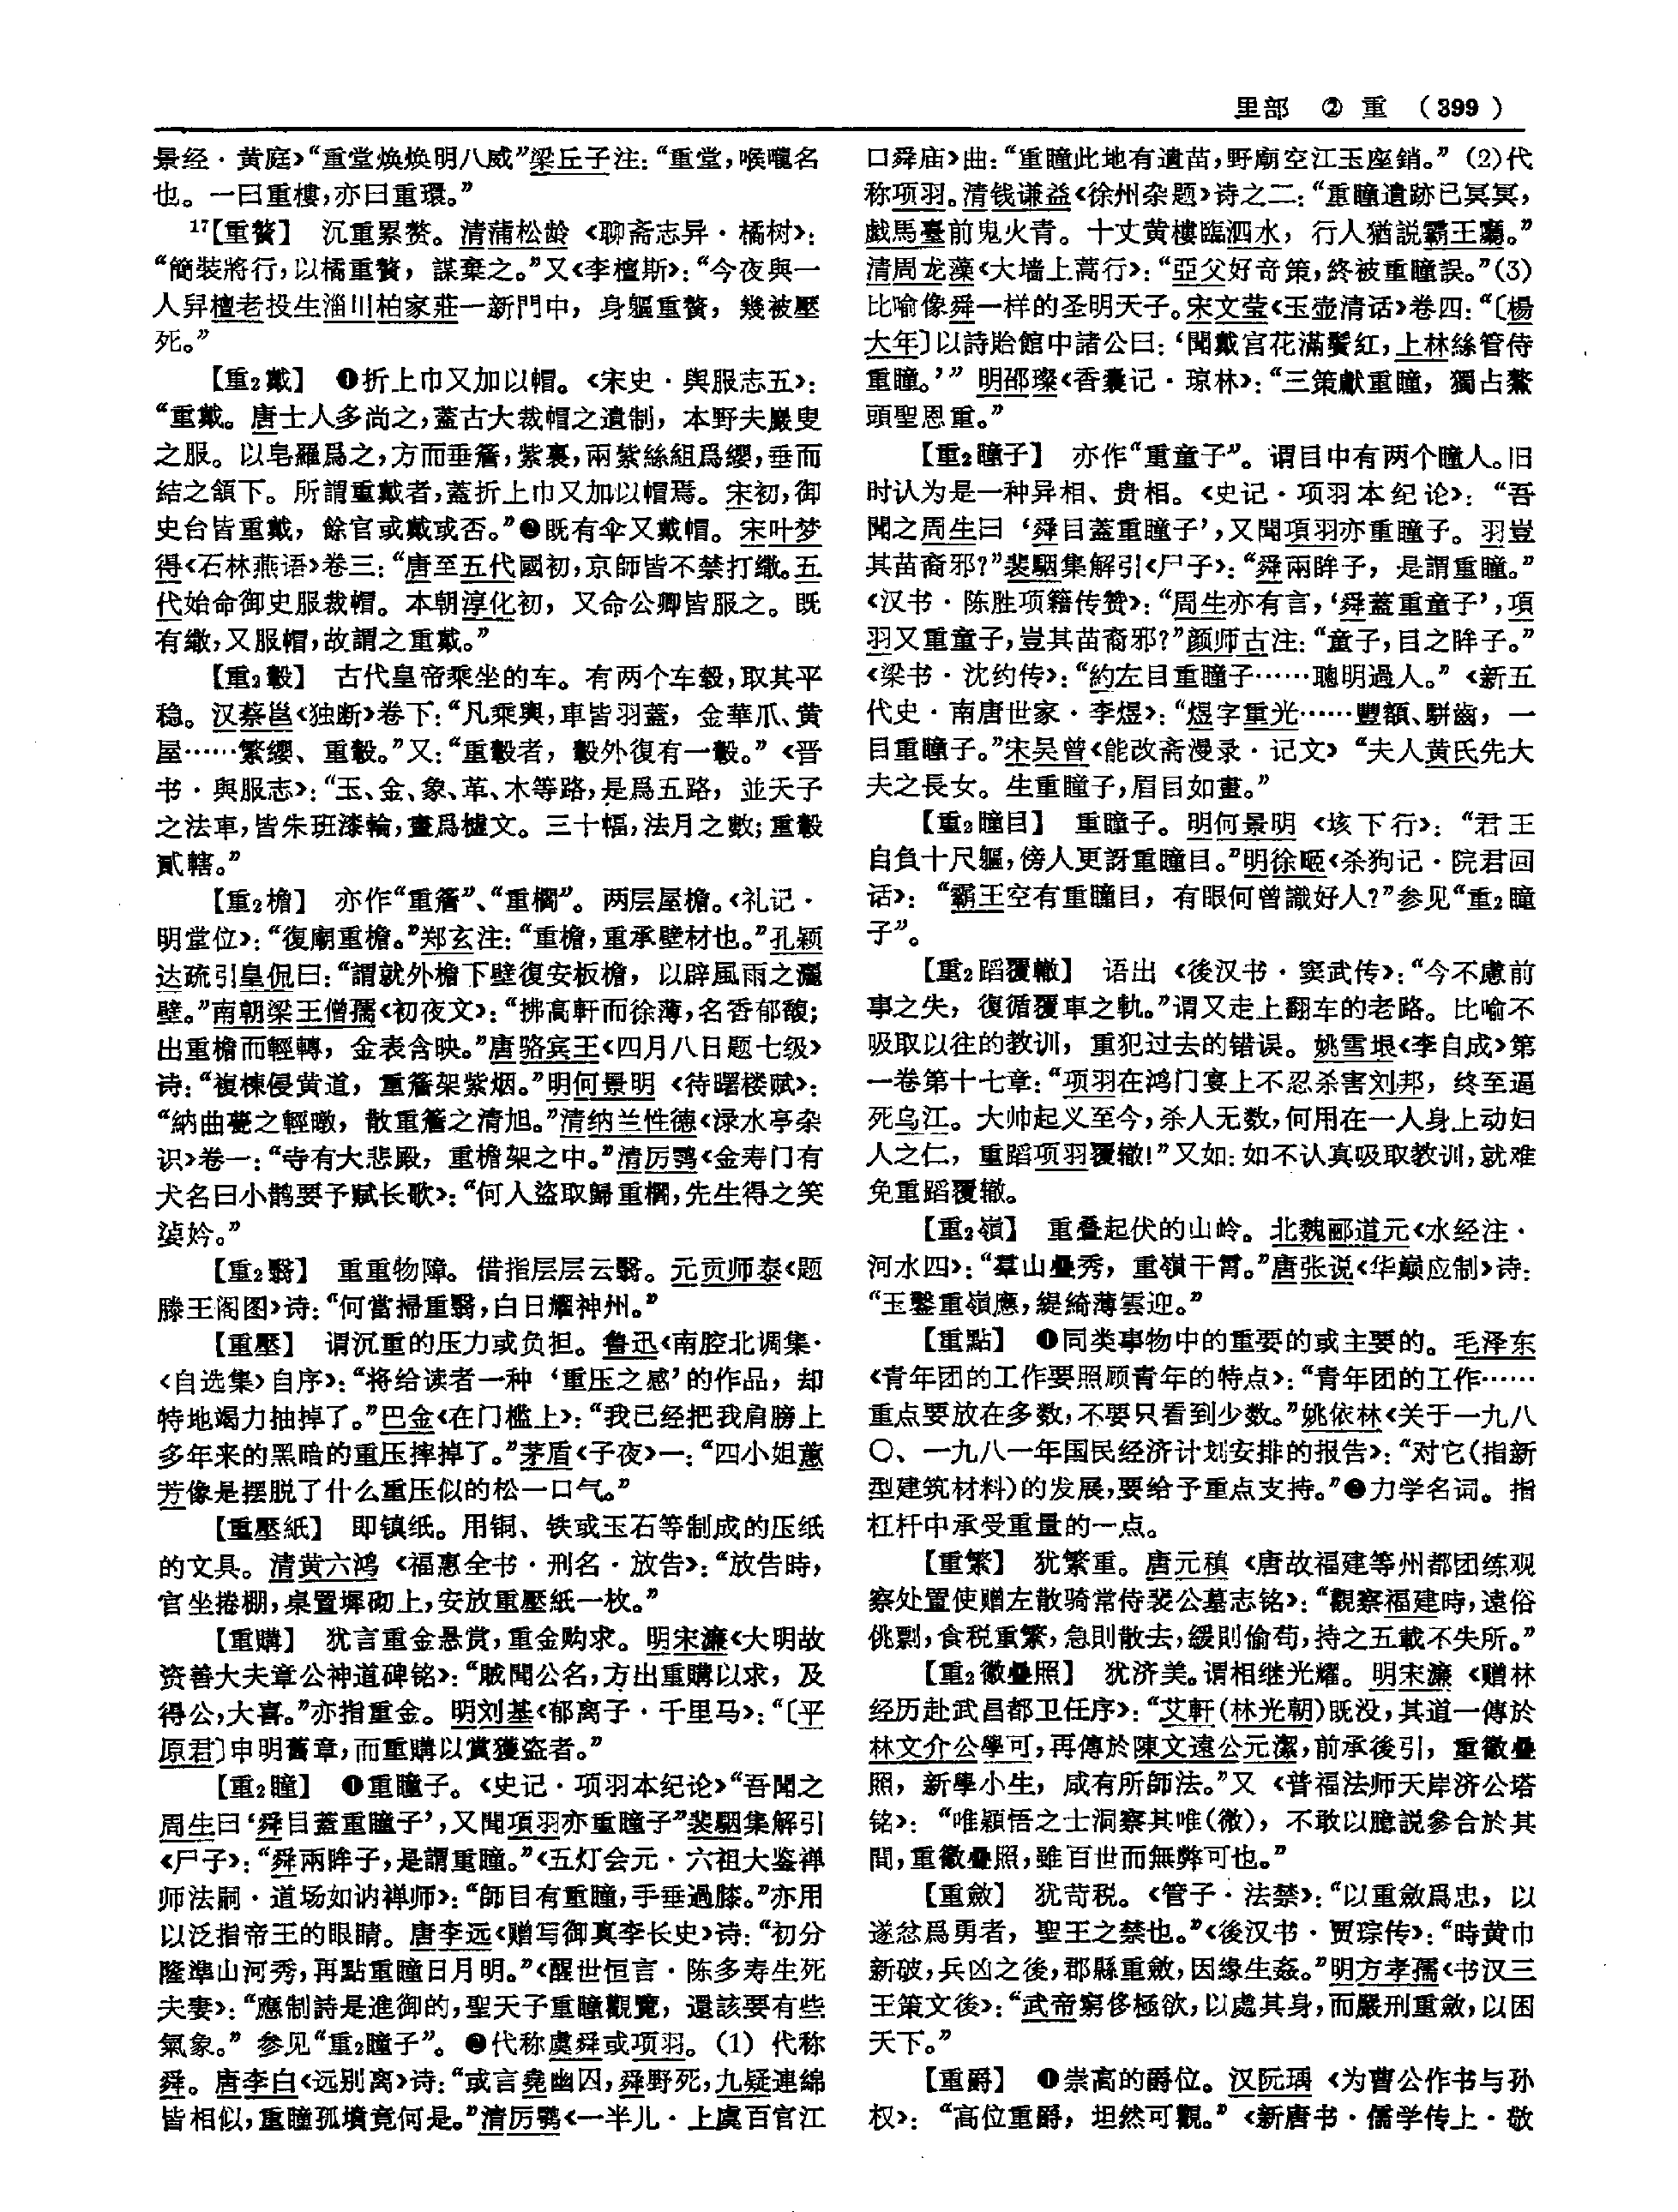 里部 ② 重 （399）
景经·黄庭》“重堂焕焕明八威”梁丘子注：“重堂，喉嚨名
也。一曰重樓，亦曰重環。”
17【重贅】 沉重累赘。清蒲松龄《聊斋志异·橘树》：
“簡裝將行，以橘重贅，謀棄之。”又《李檀斯》：“今夜與一
人舁檀老投生淄川柏家莊一新門中，身軀重贅，幾被壓
死。”
【重2戴】 ❶折上巾又加以帽。《宋史·舆服志五》：
“重戴。唐士人多尚之，蓋古大裁帽之遺制，本野夫巖叟
之服。以皂羅爲之，方而垂簷，紫裏，兩紫絲組爲纓，垂而
結之頷下。所謂重戴者，蓋折上巾又加以帽焉。宋初，御
史台皆重戴，餘官或戴或否。”❷既有伞又戴帽。宋叶梦
得《石林燕语》卷三：“唐至五代國初，京師皆不禁打繖。五
代始命御史服裁帽。本朝淳化初，又命公卿皆服之。既
有繖，又服帽，故謂之重戴。”
【重2轂】 古代皇帝乘坐的车。有两个车毂，取其平
稳。汉蔡邕《独断》卷下：“凡乘輿，車皆羽蓋，金華爪、黄
屋……繁纓、重轂。”又：“重轂者，轂外復有一轂。”《晋
书·舆服志》：“玉、金、象、革、木等路，是爲五路，並天子
之法車，皆朱班漆輪，畫爲櫨文。三十幅，法月之數；重轂
貳轄。”
【重2檐】 亦作“重簷”、“重櫩”。两层屋檐。《礼记·
明堂位》：“復廟重檐。”郑玄注：“重檐，重承壁材也。”孔颖
达疏引皇侃曰：“謂就外檐下壁復安板檐，以辟風雨之灑
壁。”南朝梁王僧孺《初夜文》：“拂高軒而徐薄，名香郁馥；
出重檐而輕轉，金表含映。”唐骆宾王《四月八日题七级》
诗：“複棟侵黄道，重簷架紫烟。”明何景明《待曙楼赋》：
“納曲甍之輕暾，散重簷之清旭。”清纳兰性德《渌水亭杂
识》卷一：“寺有大悲殿，重檐架之中。”清厉鹗《金寿门有
犬名曰小鹊要予赋长歌》：“何人盜取歸重櫩，先生得之笑
妗。”
【重2翳】 重重物障。借指层层云翳。元贡师泰《题
滕王阁图》诗：“何當掃重翳，白日耀神州。”
【重壓】 谓沉重的压力或负担。鲁迅《南腔北调集·
〈自选集〉自序》：“将给读者一种‘重压之感’的作品，却
特地竭力抽掉了。”巴金《在门槛上》：“我已经把我肩膀上
多年来的黑暗的重压摔掉了。”茅盾《子夜》一：“四小姐蕙
芳像是摆脱了什么重压似的松一口气。”
【重壓紙】 即镇纸。用铜、铁或玉石等制成的压纸
的文具。清黄六鸿《福惠全书·刑名·放告》：“放告時，
官坐捲棚，桌置墀砌上，安放重壓紙一枚。”
【重購】 犹言重金悬赏，重金购求。明宋濂《大明故
资善大夫章公神道碑铭》：“賊聞公名，方出重購以求，及
得公，大喜。”亦指重金。明刘基《郁离子·千里马》：“〔平
原君〕申明舊章，而重購以賞獲盗者。”
【重2瞳】 ❶重瞳子。《史记·项羽本纪论》“吾聞之
周生曰‘舜目蓋重瞳子’，又聞項羽亦重瞳子”裴駰集解引
《尸子》：“舜兩眸子，是謂重瞳。”《五灯会元·六祖大鉴禅
师法嗣·道场如讷禅师》：“師目有重瞳，手垂過膝。”亦用
以泛指帝王的眼睛。唐李远《赠写御真李长史》诗：“初分
隆準山河秀，再點重瞳日月明。”《醒世恒言·陈多寿生死
夫妻》：“應制詩是進御的，聖天子重瞳觀覽，還該要有些
氣象。”参见“重2瞳子”。❷代称虞舜或项羽。（1）代称
舜。唐李白《远别离》诗：“或言堯幽囚，舜野死，九疑連綿
皆相似，重瞳孤墳竟何是。”清厉鹗《一半儿·上虞百官江
口舜庙》曲：“重瞳此地有遺苗，野廟空江玉座銷。”（2）代
称项羽。清钱谦益《徐州杂题》诗之二：“重瞳遺跡已冥冥，
戲馬臺前鬼火青。十丈黄樓臨泗水，行人猶説霸王廳。”
清周龙藻《大墙上蒿行》：“亞父好奇策，終被重瞳誤。”（3）
比喻像舜一样的圣明天子。宋文莹《玉壶清话》卷四：“〔楊
大年〕以詩貽館中諸公曰：‘聞戴宫花滿鬢紅，上林絲管侍
重瞳。’”明邵璨《香囊记·琼林》：“三策獻重瞳，獨占鰲
頭聖恩重。”
【重2瞳子】 亦作“重童子”。谓目中有两个瞳人。旧
时认为是一种异相、贵相。《史记·项羽本纪论》：“吾
聞之周生曰‘舜目蓋重瞳子’，又聞項羽亦重瞳子。羽豈
其苗裔邪？”裴駰集解引《尸子》：“舜兩眸子，是謂重瞳。”
《汉书·陈胜项籍传赞》：“周生亦有言，‘舜蓋重童子’，項
羽又重童子，豈其苗裔邪？”颜师古注：“童子，目之眸子。”
《梁书·沈约传》：“約左目重瞳子……聰明過人。”《新五
代史·南唐世家·李煜》：“煜字重光……豐額、駢齒，一
目重瞳子。”宋吴曾《能改斋漫录·记文》“夫人黄氏先大
夫之長女。生重瞳子，眉目如畫。”
【重2瞳目】 重瞳子。明何景明《垓下行》：“君王
自負十尺軀，傍人更訝重瞳目。”明徐㬇《杀狗记·院君回
话》：“霸王空有重瞳目，有眼何曾識好人？”参见“重2瞳
子”。
【重2蹈覆轍】 语出《後汉书·窦武传》：“今不慮前
事之失，復循覆車之軌。”谓又走上翻车的老路。比喻不
吸取以往的教训，重犯过去的错误。姚雪垠《李自成》第
一卷第十七章：“项羽在鸿门宴上不忍杀害刘邦，终至逼
死乌江。大帅起义至今，杀人无数，何用在一人身上动妇
人之仁，重蹈项羽覆辙！”又如：如不认真吸取教训，就难
免重蹈覆辙。
【重2嶺】 重叠起伏的山岭。北魏郦道元《水经注·
河水四》：“羣山疊秀，重嶺干霄。”唐张说《华巅应制》诗：
“玉鑾重嶺應，緹綺薄雲迎。”
【重點】 ❶同类事物中的重要的或主要的。毛泽东
《青年团的工作要照顾青年的特点》：“青年团的工作……
重点要放在多数，不要只看到少数。”姚依林《关于一九八
〇、一九八一年国民经济计划安排的报告》：“对它（指新
型建筑材料）的发展，要给予重点支持。”❷力学名词。指
杠杆中承受重量的一点。
【重繁】 犹繁重。唐元稹《唐故福建等州都团练观
察处置使赠左散骑常侍裴公墓志铭》：“觀察福建時，遠俗
佻剽，食税重繁，急則散去，緩則偷苟，持之五載不失所。”
【重2徽疊照】 犹济美。谓相继光耀。明宋濂《赠林
经历赴武昌都卫任序》：“艾軒（林光朝）既没，其道一傳於
林文介公學可，再傳於陳文遠公元潔，前承後引，重徽疊
照，新學小生，咸有所師法。”又《普福法师天岸济公塔
铭》：“唯穎悟之士洞察其唯（微），不敢以臆説參合於其
間，重徽疊照，雖百世而無弊可也。”
【重斂】 犹苛税。《管子·法禁》：“以重斂爲忠，以
遂忿爲勇者，聖王之禁也。”《後汉书·贾琮传》：“時黄巾
新破，兵凶之後，郡縣重斂，因缘生姦。”明方孝孺《书汉三
王策文後》：“武帝窮侈極欲，以處其身，而嚴刑重斂，以困
天下。”
【重爵】 ❶崇高的爵位。汉阮瑀《为曹公作书与孙
权》：“高位重爵，坦然可觀。”《新唐书·儒学传上·敬